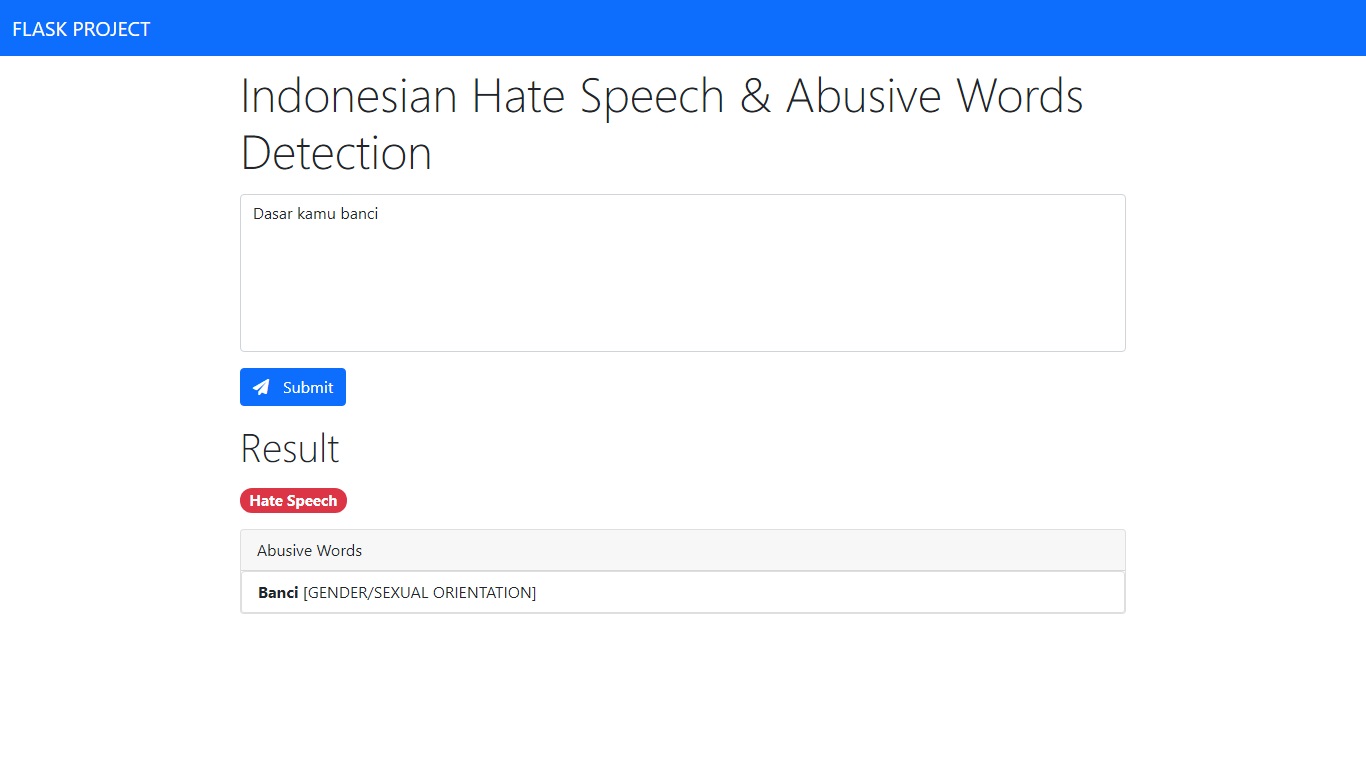 FLASK PROJECT
Indonesian Hate Speech & Abusive Words
Detection
Dasar kamu banci
Submit
Result
Hate Speech
Abusive Words
Banci [GENDER/SEXUAL ORIENTATION]